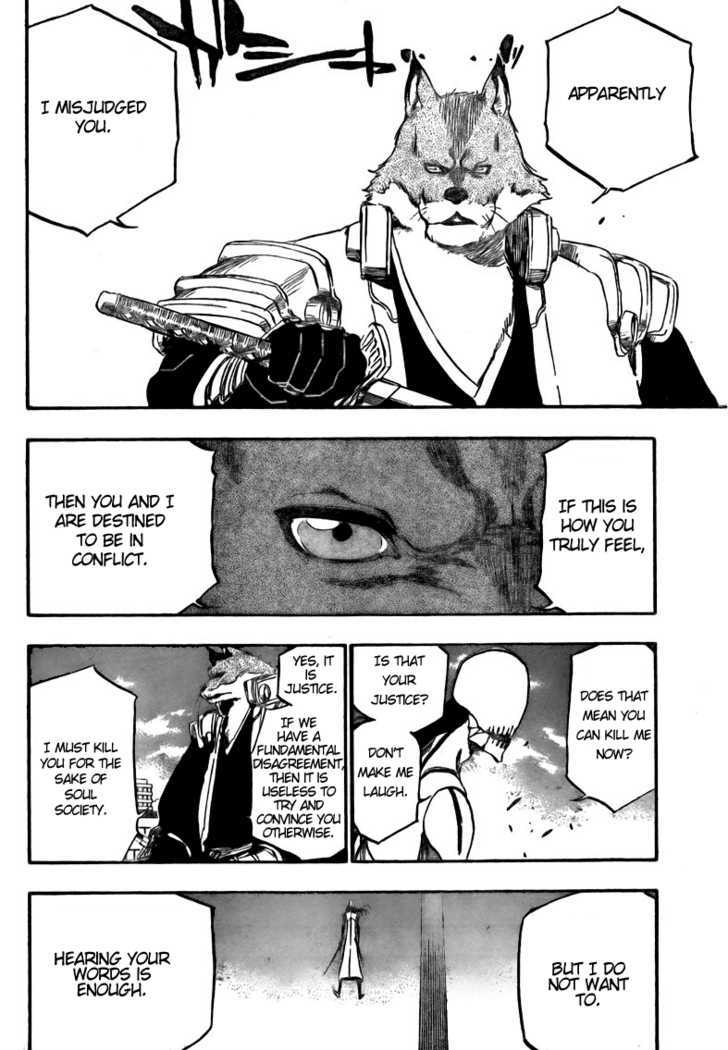 APPARENTLY
I MISJUDGED
YOU.
IF THIS IS
HOW YOU
TRULY FEEL,
THEN YOU AND I
ARE DESTINED
TO BE IN
CONFLICT.
DOES THAT
MEAN YOU
CAN KILL ME
NOW?
IS THAT
YOUR
JUSTICE?
DON'T
MAKE ME
LAUGH.
YES, IT
IS
JUSTICE.
IF WE
HAVE A
FUNDAMENTAL
DISAGREEMENT,
THEN IT IS
USELESS TO
TRY AND
CONVINCE YOU
OTHERWISE.
I MUST KILL
YOU FOR THE
SAKE OF
SOUL
SOCIETY.
BUT I DO
NOT WANT
TO.
HEARING YOUR
WORDS IS
ENOUGH.